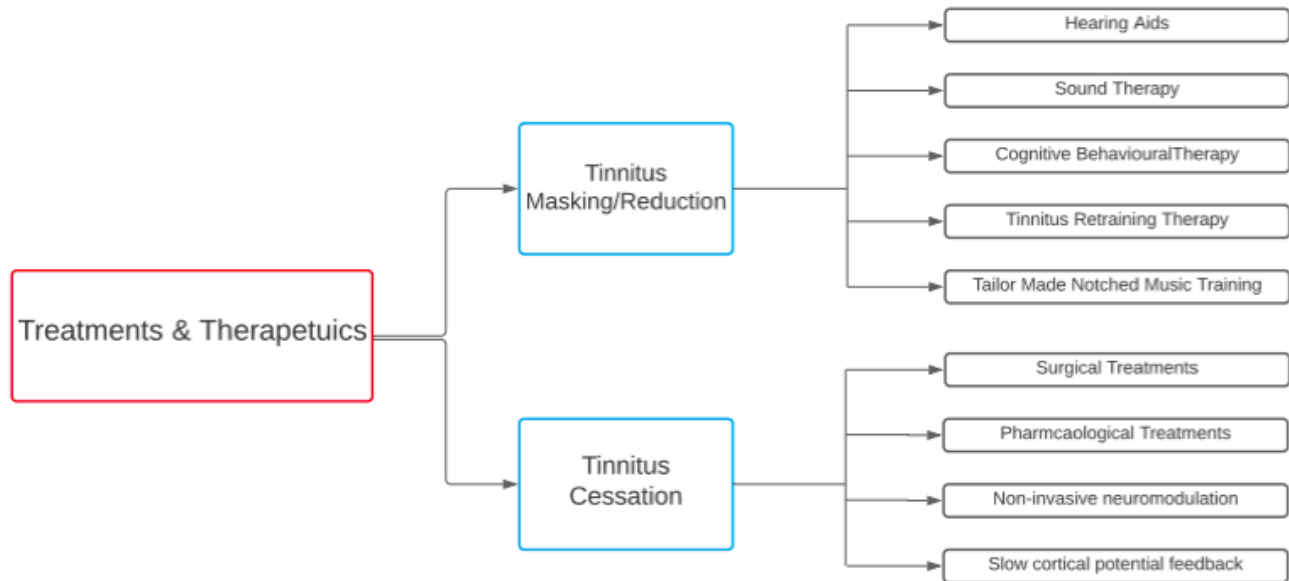 Treatments & Therapetuics
Tinnitus
Masking/Reduction
Hearing Aids
Sound Therapy
Cognitive BehaviouralTherapy
Tinnitus Retraining Therapy
Tailor Made Notched Music Training
Tinnitus
Cessation
Surgical Treatments
Pharmcaological Treatments
Non-invasive neuromodulation
Slow cortical potential feedback